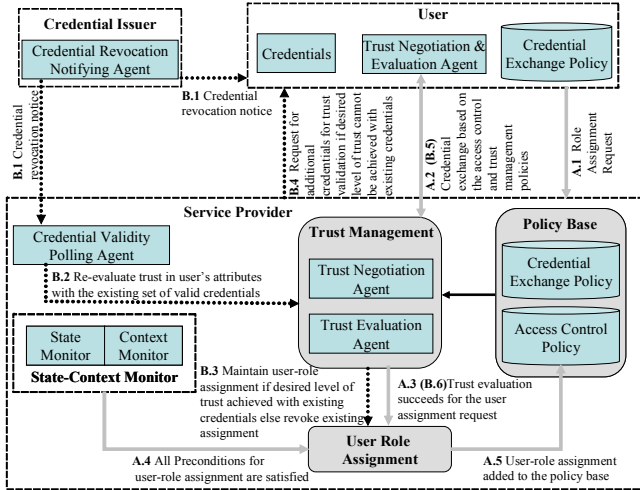 Credential Issuer
Credential Revocation
Notifying Agent
User
Credentials
Trust Negotiation &
Evaluation Agent
Credential
Exchange Policy
B.1 Credential
revocation notice
B.1 Credential
revocation notice
B.4 Request for
additional
credentials for trust
validation if desired
level of trust cannot
be achieved with
existing credentials
A.2 (B.5)
Credential
exchange based on
the access control
and trust
management
policies
A.1 Role
Assignment
Request
Service Provider
Credential Validity
Polling Agent
B.2 Re-evaluate trust in user's attributes
with the existing set of valid credentials
Trust Management
Trust Negotiation
Agent
Trust Evaluation
Agent
Policy Base
Credential
Exchange Policy
Access Control
Policy
State
Monitor
Context
Monitor
State-Context Monitor
B.3 Maintain user-role
assignment if desired level of
trust achieved with existing
credentials else revoke existing
assignment
A.3 (B.6)Trust evaluation
succeeds for the user
assignment request
User Role
Assignment
A.4 All Preconditions for
user-role assignment are satisfied
A.5 User-role assignment
added to the policy base